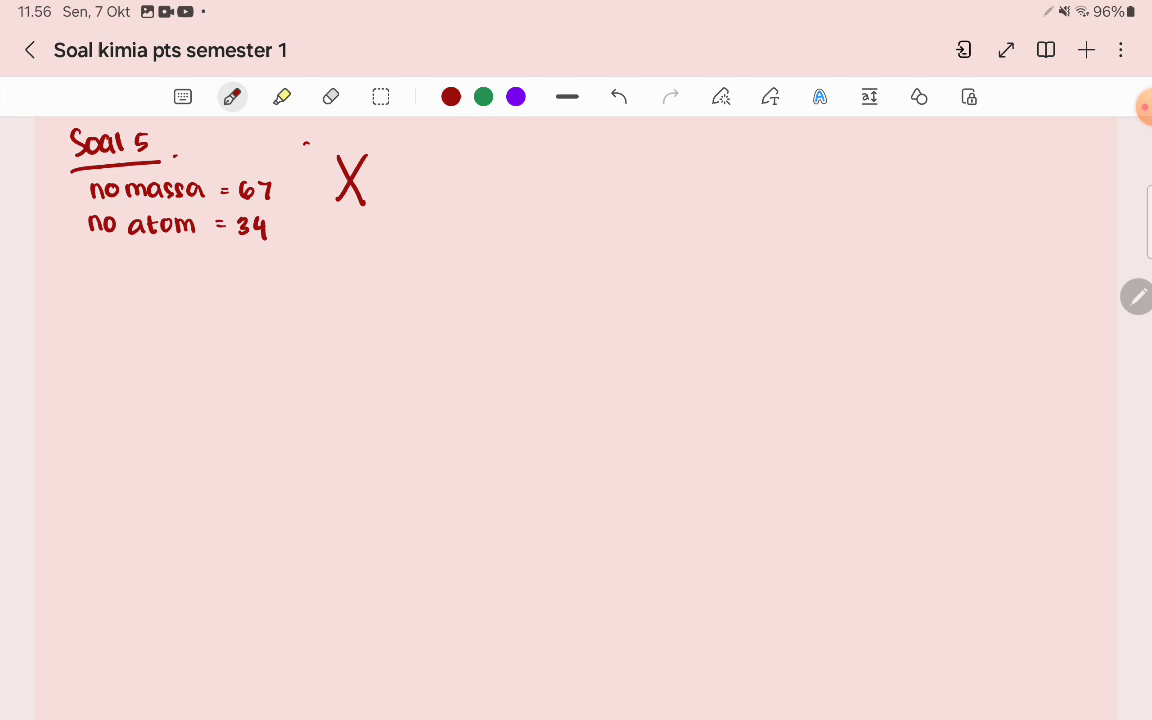 11.56 Sen, 7 Okt 96%
Soal kimia pts semester 1
Soal 5
no massa = 67
no atom = 34
X